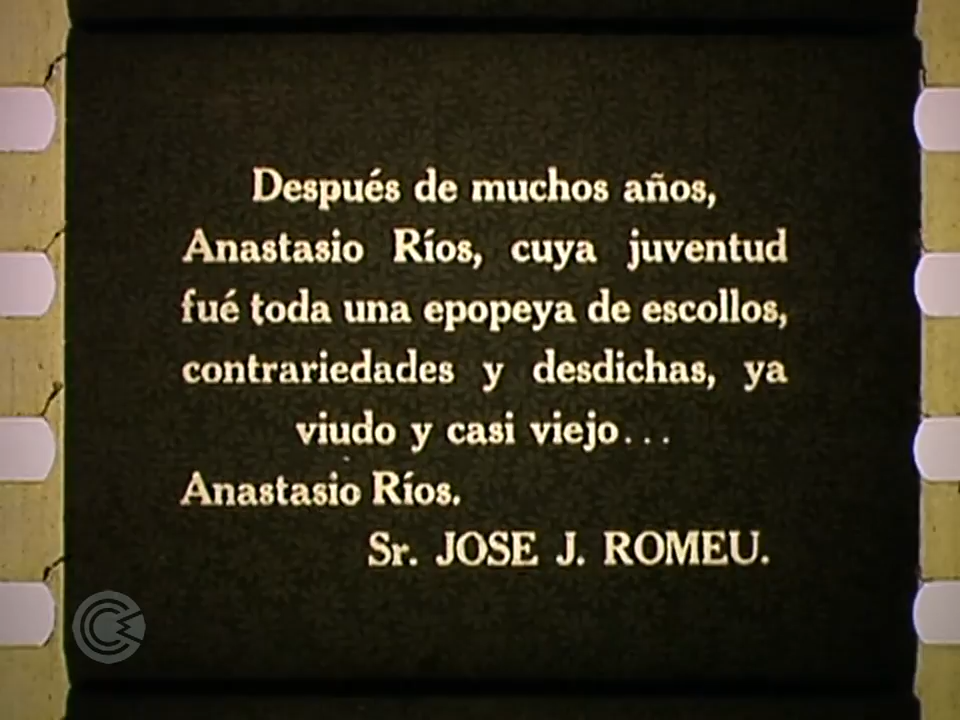 Después de muchos años,
Anastasio Ríos, cuya juventud
fué toda una epopeya de escollos,
contrariedades y desdichas, ya
viudo y casi viejo...
Anastasio Ríos.
Sr. JOSE J. ROMEU.